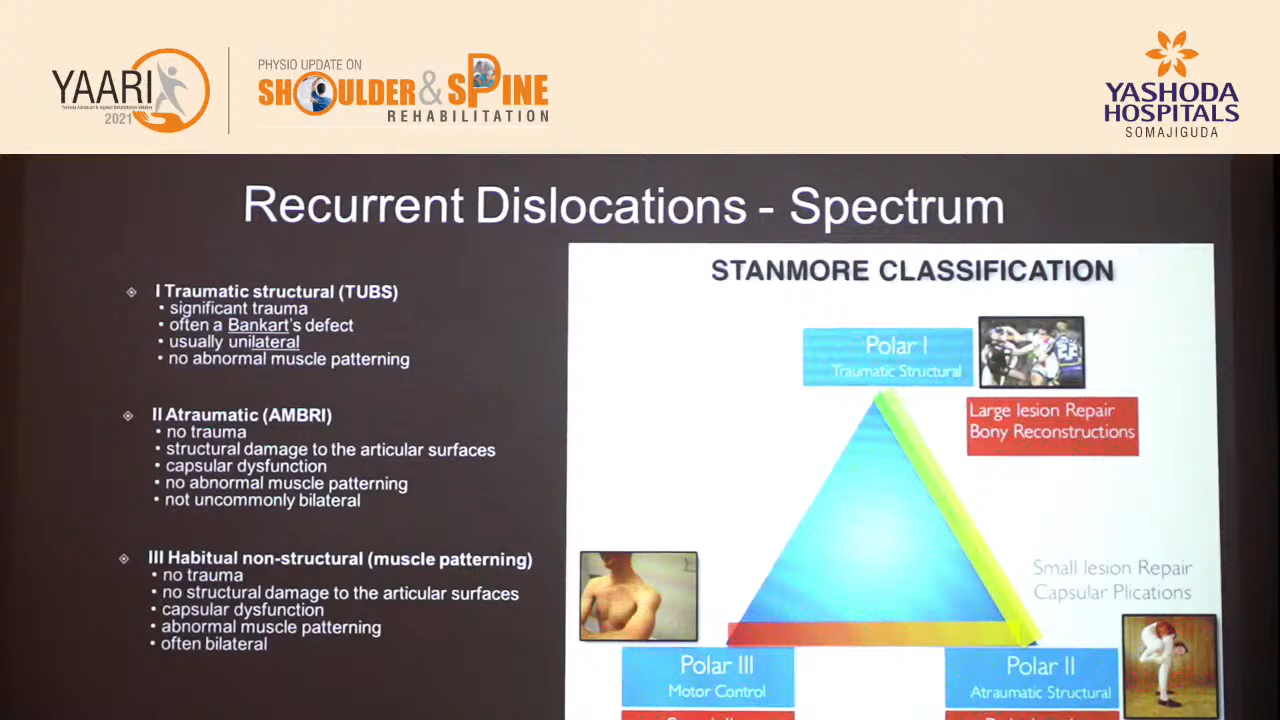 YAARI
2021
PHYSIO UPDATE ON
SHOULDER & SPINE
REHABILITATION
YASHODA
HOSPITALS
SOMAJIGUDA
Recurrent Dislocations - Spectrum
I Traumatic structural (TUBS)
• significant trauma
• often a Bankart's defect
• usually unilateral
• no abnormal muscle patterning
II Atraumatic (AMBRI)
• no trauma
• structural damage to the articular surfaces
• capsular dysfunction
• no abnormal muscle patterning
• not uncommonly bilateral
III Habitual non-structural (muscle patterning)
• no trauma
• no structural damage to the articular surfaces
• capsular dysfunction
• abnormal muscle patterning
• often bilateral
STANMORE CLASSIFICATION
Polar I
Traumatic Structural
Large lesion Repair
Bony Reconstructions
Small lesion Repair
Capsular Plications
Polar III
Motor Control
Polar II
Atraumatic Structural